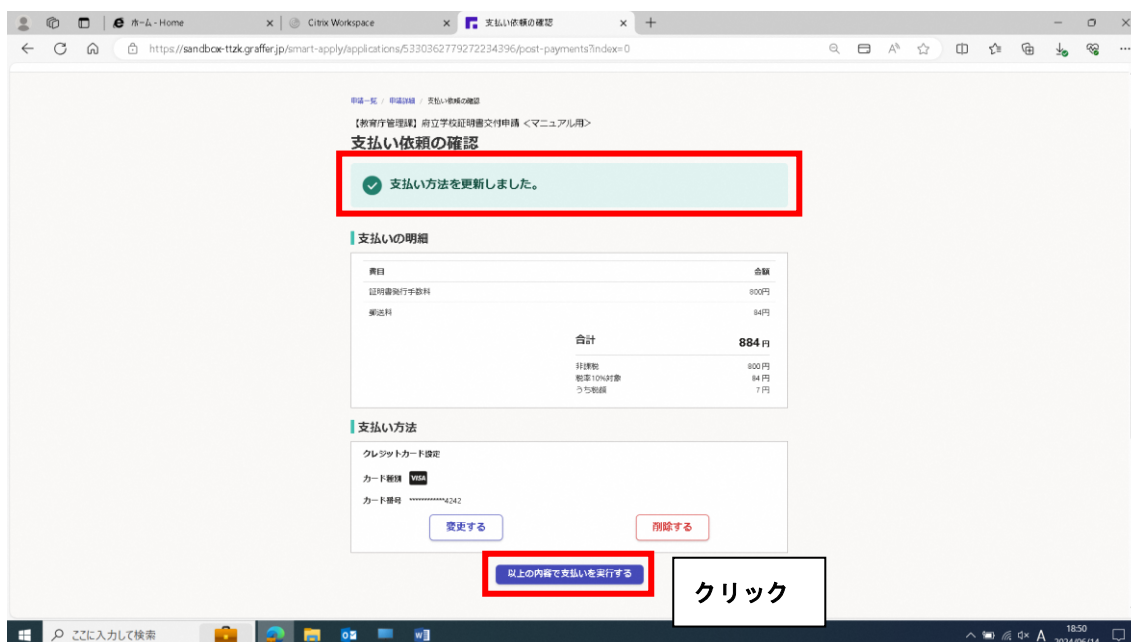 ホーム - Home
Citrix Workspace
支払い依頼の確認
https://sandbox-ttzk.graffer.jp/smart-apply/applications/5330362779272234396/post-payments?index=0
申請一覧 / 申請詳細 / 支払い依頼の確認
【教育庁管理課】府立学校証明書交付申請 <マニュアル用>
支払い依頼の確認
支払い方法を更新しました。
支払いの明細
費目 金額
証明書発行手数料 800円
郵送料 84円
合計 884 円
非課税 800 円
税率10%対象 84 円
うち税額 7 円
支払い方法
クレジットカード設定
カード種類 VISA
カード番号 ************4242
変更する 削除する
以上の内容で支払いを実行する
クリック
ここに入力して検索
A
18:50
2024/06/14